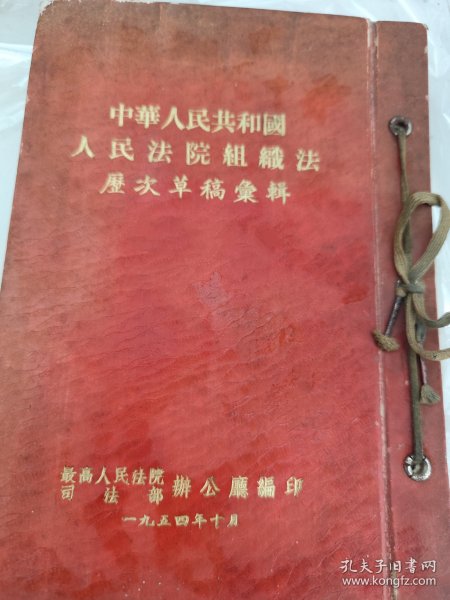 中華人民共和國
人民法院組織法
歷次草稿彙輯
最高人民法院
司法部
辦公廳編印
一九五四年十月
孔夫子旧书网
www.kongfz.com